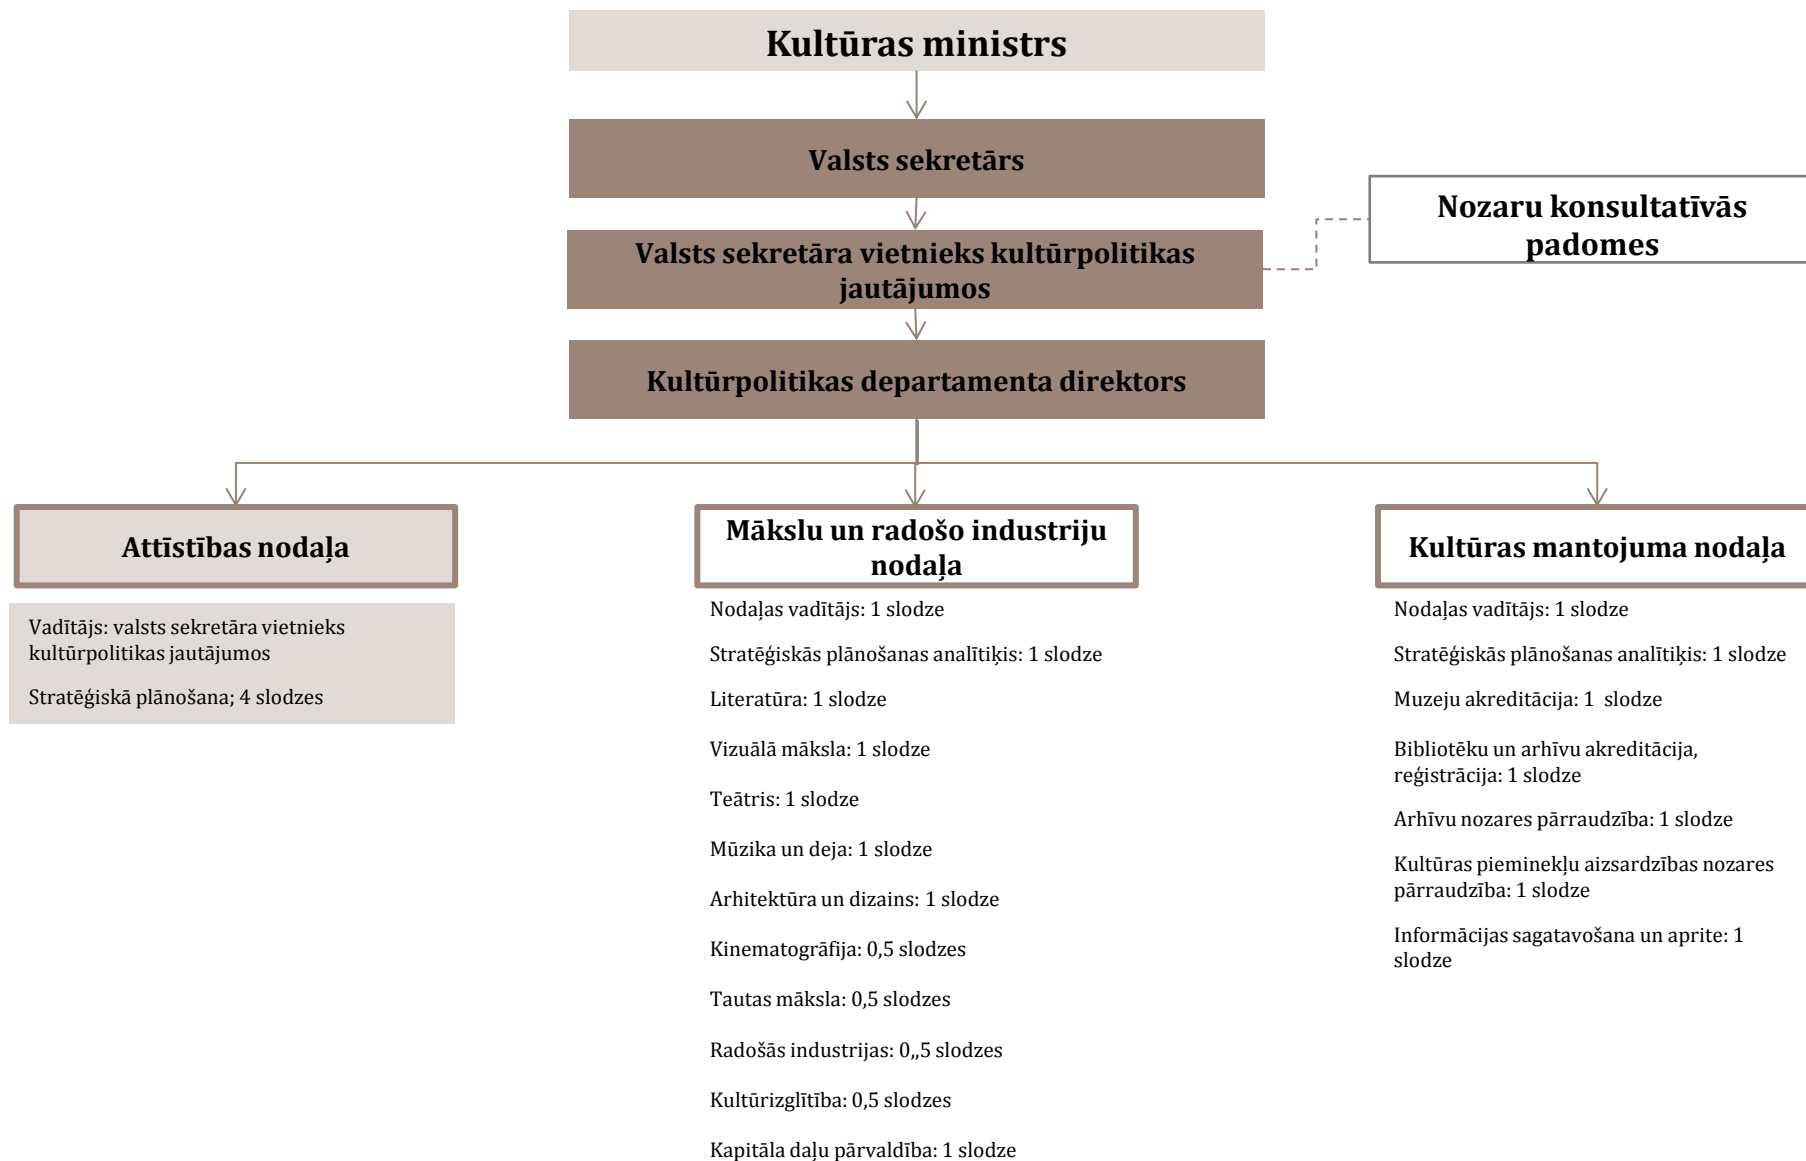 Kultūras ministrs
Valsts sekretārs
Nozaru konsultatīvās
padomes
Valsts sekretāra vietnieks kultūrpolitikas
jautājumos
Kultūrpolitikas departamenta direktors
Attīstības nodaļa
Vadītājs: valsts sekretāra vietnieks
kultūrpolitikas jautājumos
Stratēģiskā plānošana; 4 slodzes
Mākslu un radošo industriju
nodaļa
Nodaļas vadītājs: 1 slodze
Stratēģiskās plānošanas analītiķis: 1 slodze
Literatūra: 1 slodze
Vizuālā māksla: 1 slodze
Teātris: 1 slodze
Mūzika un deja: 1 slodze
Arhitektūra un dizains: 1 slodze
Kinematogrāfija: 0,5 slodzes
Tautas māksla: 0,5 slodzes
Radošās industrijas: 0,,5 slodzes
Kultūrizglītība: 0,5 slodzes
Kapitāla daļu pārvaldība: 1 slodze
Kultūras mantojuma nodaļa
Nodaļas vadītājs: 1 slodze
Stratēģiskās plānošanas analītiķis: 1 slodze
Muzeju akreditācija: 1 slodze
Bibliotēku un arhīvu akreditācija,
reģistrācija: 1 slodze
Arhīvu nozares pārraudzība: 1 slodze
Kultūras pieminekļu aizsardzības nozares
pārraudzība: 1 slodze
Informācijas sagatavošana un aprite: 1
slodze